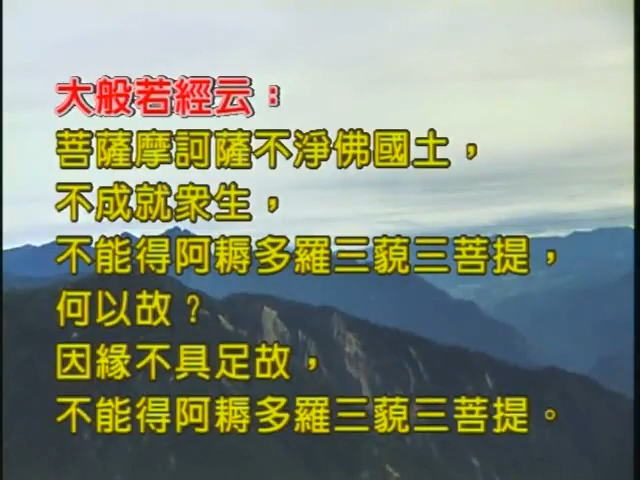 大般若經云：
菩薩摩訶薩不淨佛國土，
不成就衆生，
不能得阿耨多羅三藐三菩提，
何以故？
因緣不具足故，
不能得阿耨多羅三藐三菩提。